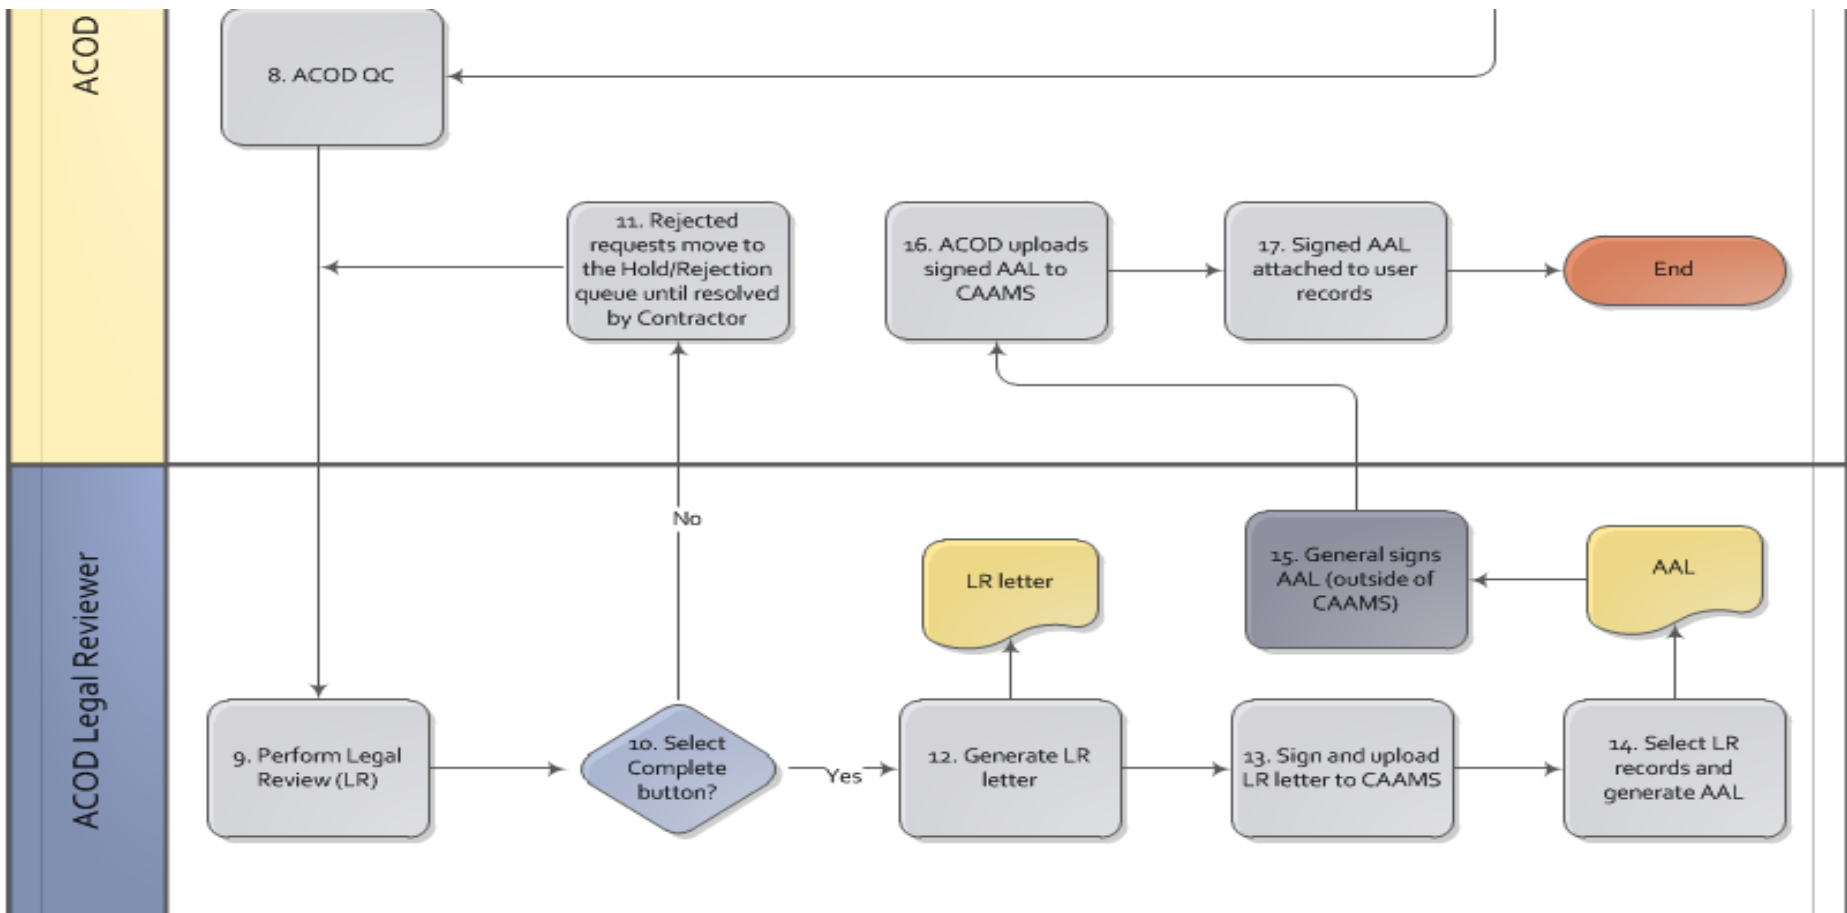 ACOD
8. ACOD QC
11. Rejected
requests move to
the Hold/Rejection
queue until resolved
by Contractor
16. ACOD uploads
signed AAL to
CAAMS
17. Signed AAL
attached to user
records
End
ACOD Legal Reviewer
No
LR letter
15. General signs
AAL (outside of
CAAMS)
AAL
9. Perform Legal
Review (LR)
10. Select
Complete
button?
Yes
12. Generate LR
letter
13. Sign and upload
LR letter to CAAMS
14. Select LR
records and
generate AAL